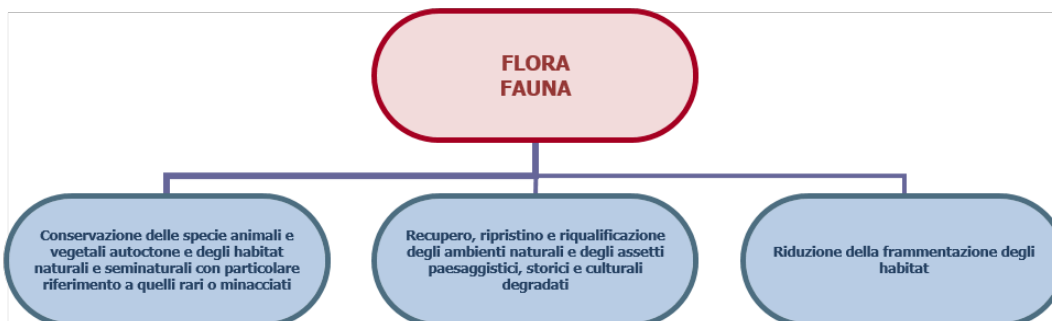 FLORA
FAUNA
Conservazione delle specie animali e
vegetali autoctone e degli habitat
naturali e seminaturali con particolare
riferimento a quelli rari o minacciati
Recupero, ripristino e riqualificazione
degli ambienti naturali e degli assetti
paesaggistici, storici e culturali
degradati
Riduzione della frammentazione degli
habitat